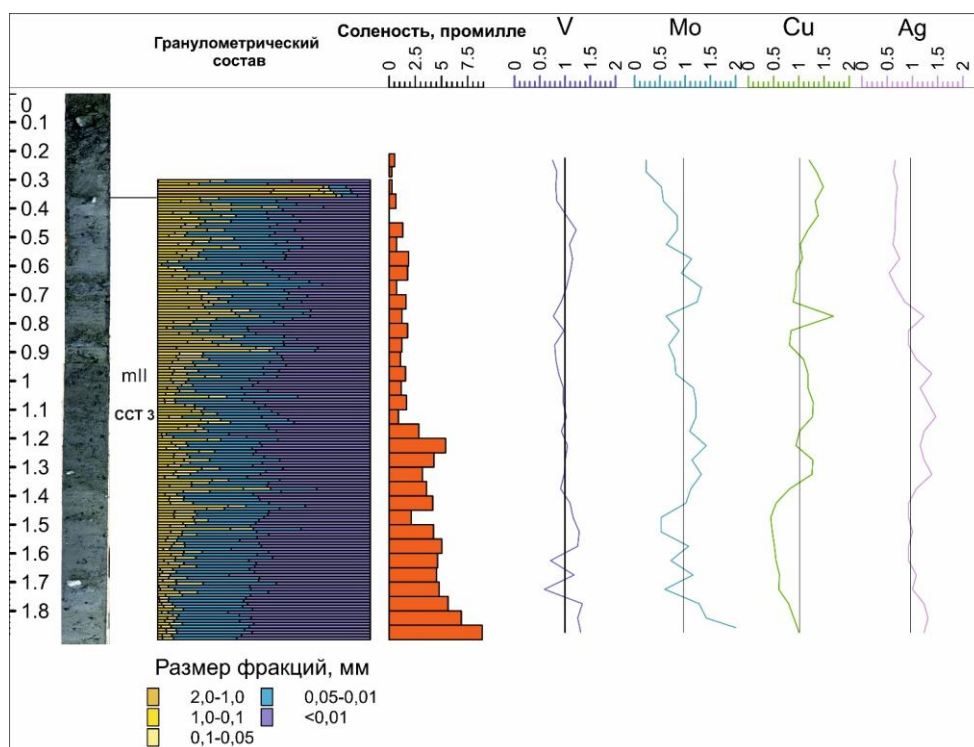 Гранулометрический
состав
Соленость, промилле
V
Mo
Cu
Ag
0 2.5 5 7.5
0 0.5 1 1.5 2
0 0.5 1 1.5 2
0 0.5 1 1.5 2
0 0.5 1 1.5 2
0
0.1
0.2
0.3
0.4
0.5
0.6
0.7
0.8
0.9
1
1.1
1.2
1.3
1.4
1.5
1.6
1.7
1.8
mII
ССТ 3
Размер фракций, мм
2,0-1,0
0,05-0,01
1,0-0,1
<0,01
0,1-0,05